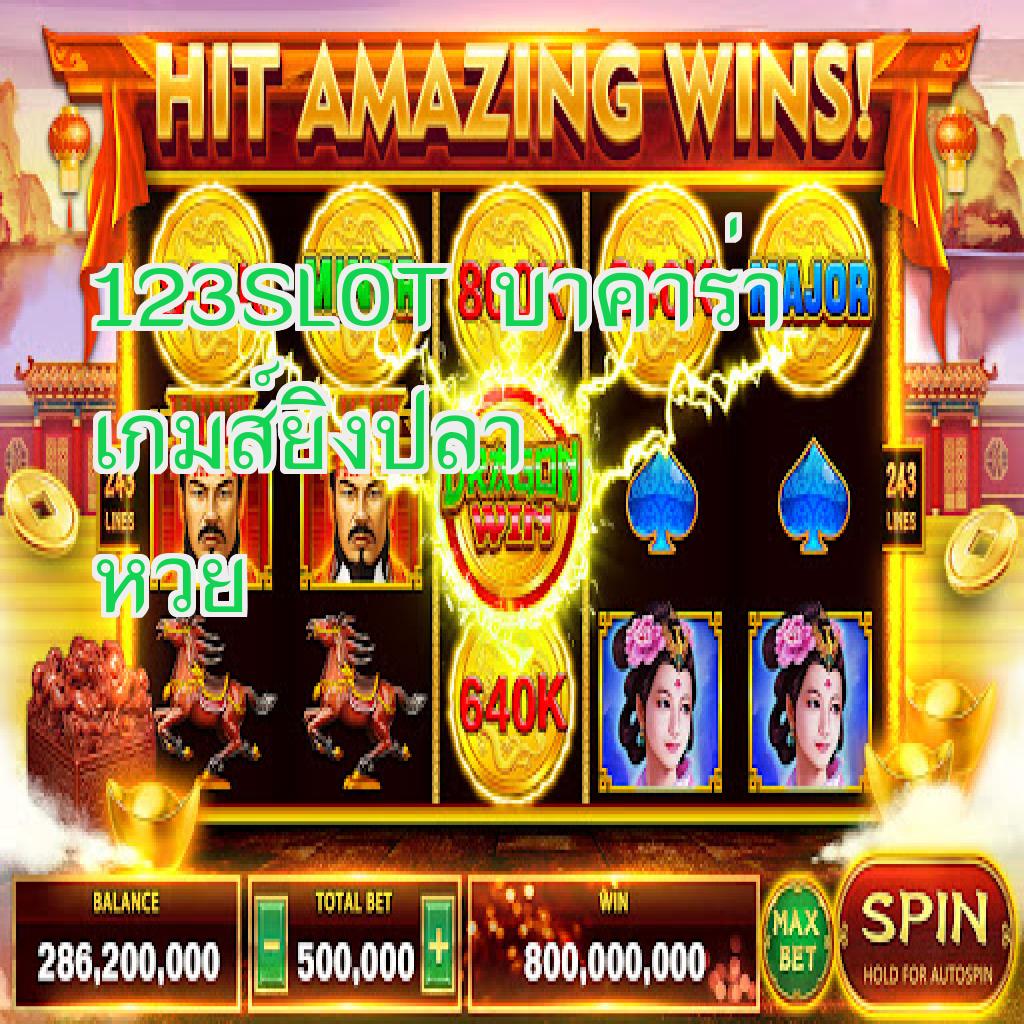 HIT AMAZING WINS!
123SLOT บาคาร่า
MAJOR
เกมส์ยิงปลา
DRAGON
WIN
243
LINES
243
LINES
หวย
640K
BALANCE
286,200,000
TOTAL BET
- 500,000 +
WIN
800,000,000
MAX
BET
SPIN
HOLD FOR AUTOSPIN